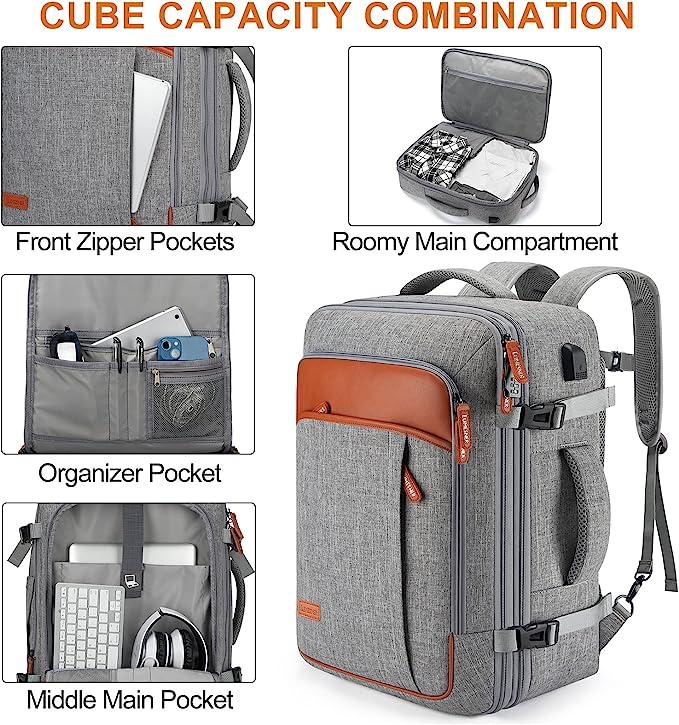 CUBE CAPACITY COMBINATION
Front Zipper Pockets
Roomy Main Compartment
Organizer Pocket
Middle Main Pocket